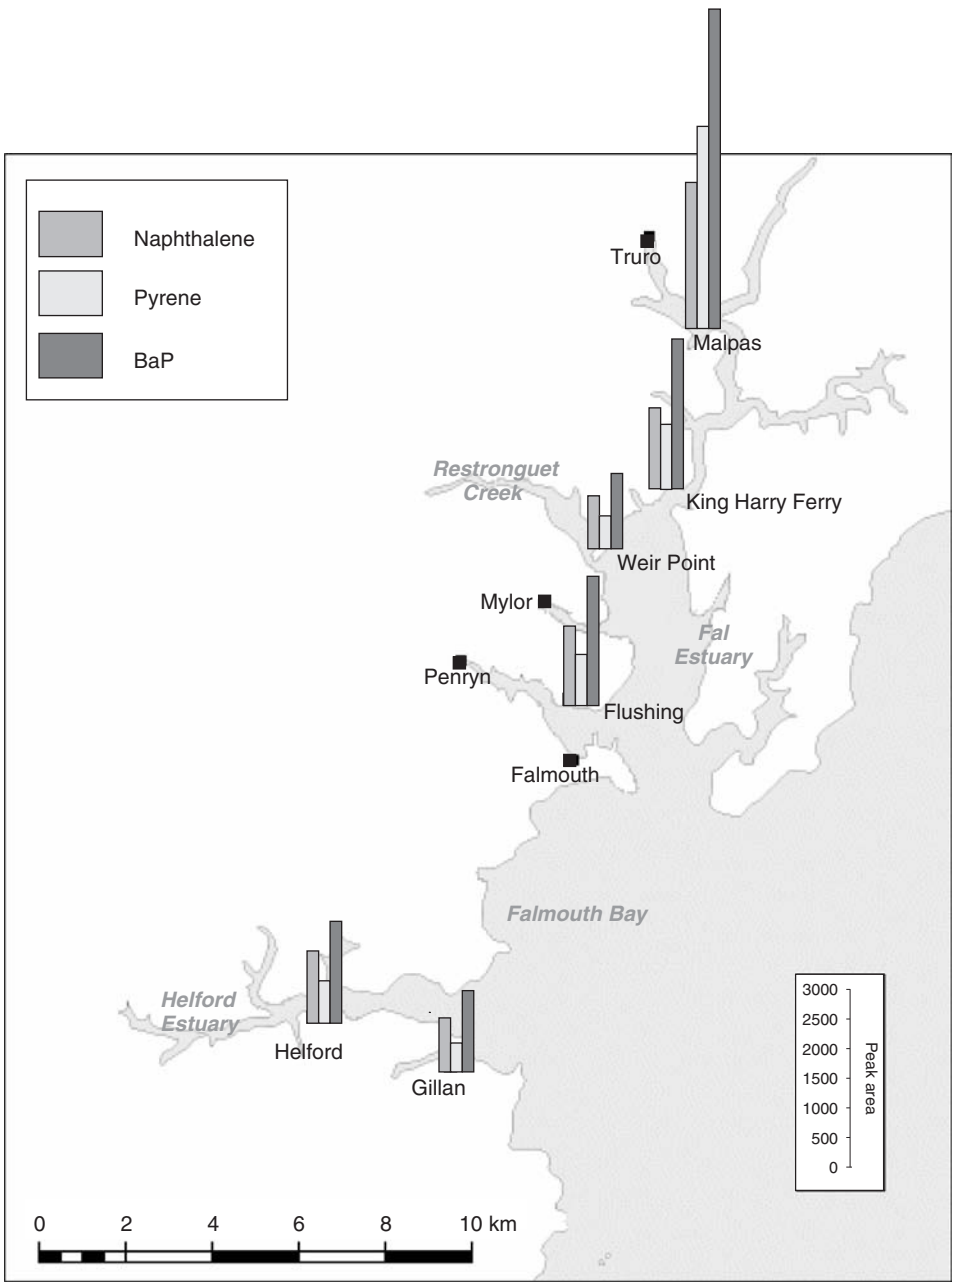 Naphthalene
Pyrene
BaP
Truro
Malpas
Restronguet
Creek
King Harry Ferry
Weir Point
Mylor
Fal
Estuary
Penryn
Flushing
Falmouth
Falmouth Bay
Helford
Estuary
Helford
Gillan
3000
2500
2000
1500
1000
500
0
Peak area
0 2 4 6 8 10 km